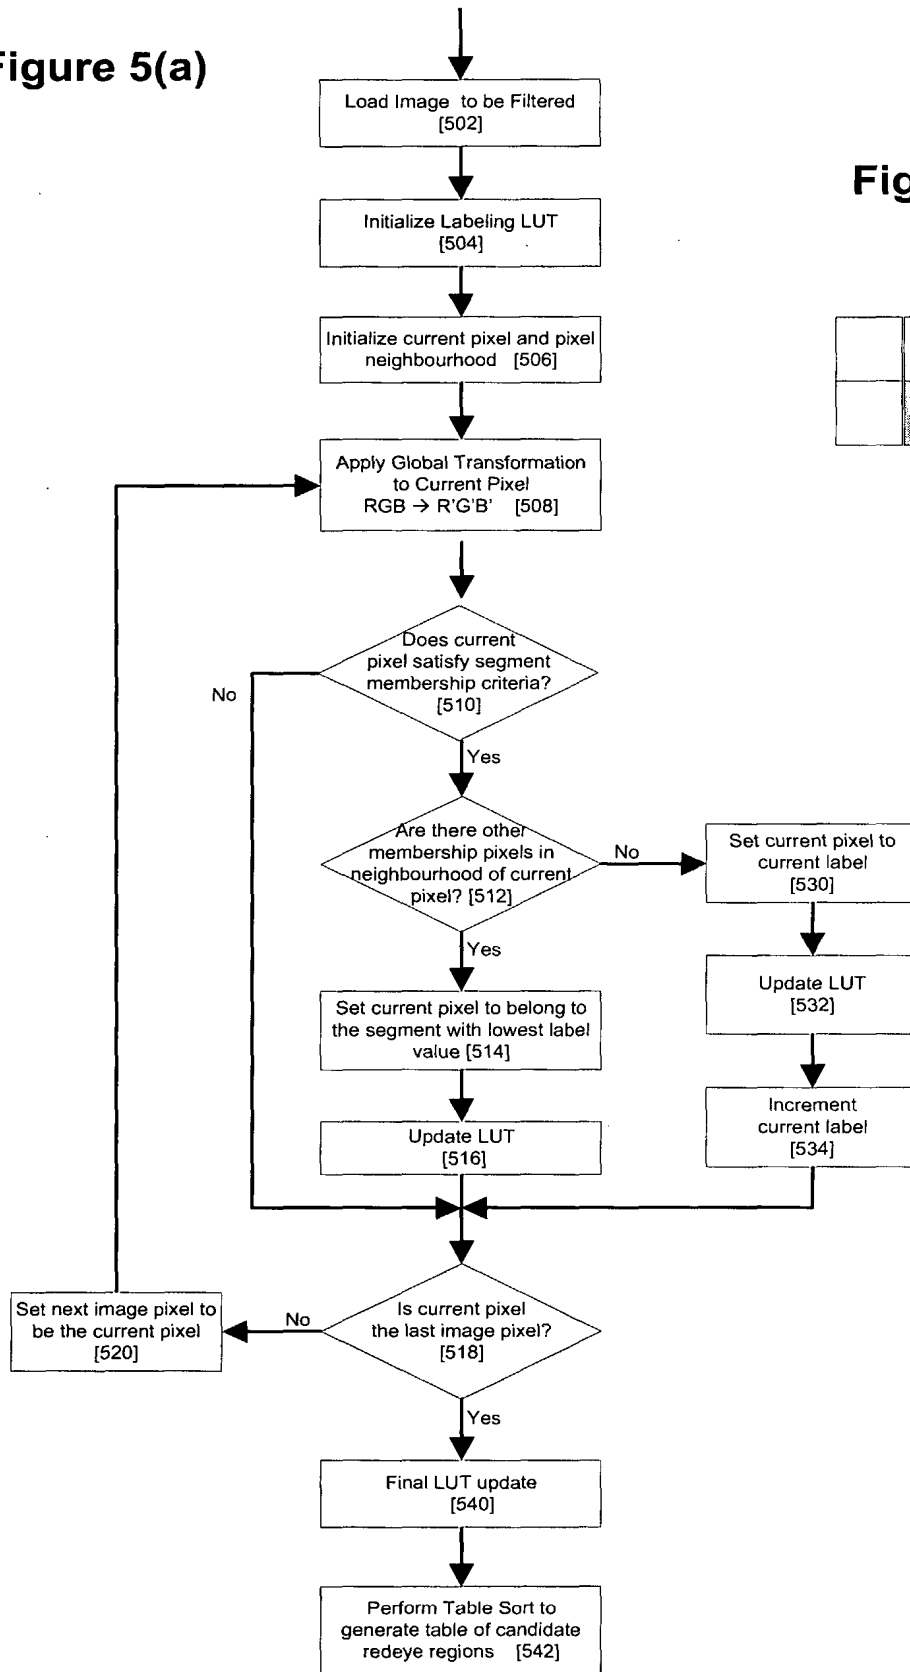 Figure 5(a)
Load Image to be Filtered
[502]
Fig
Initialize Labeling LUT
[504]
Initialize current pixel and pixel
neighbourhood [506]
Apply Global Transformation
to Current Pixel
RGB → R'G'B' [508]
Does current
pixel satisfy segment
membership criteria?
[510]
No
Yes
Are there other
membership pixels in
neighbourhood of current
pixel? [512]
No
Set current pixel to
current label
[530]
Yes
Update LUT
[532]
Set current pixel to belong to
the segment with lowest label
value [514]
Increment
current label
[534]
Update LUT
[516]
Set next image pixel to
be the current pixel
[520]
No
Is current pixel
the last image pixel?
[518]
Yes
Final LUT update
[540]
Perform Table Sort to
generate table of candidate
redeye regions [542]